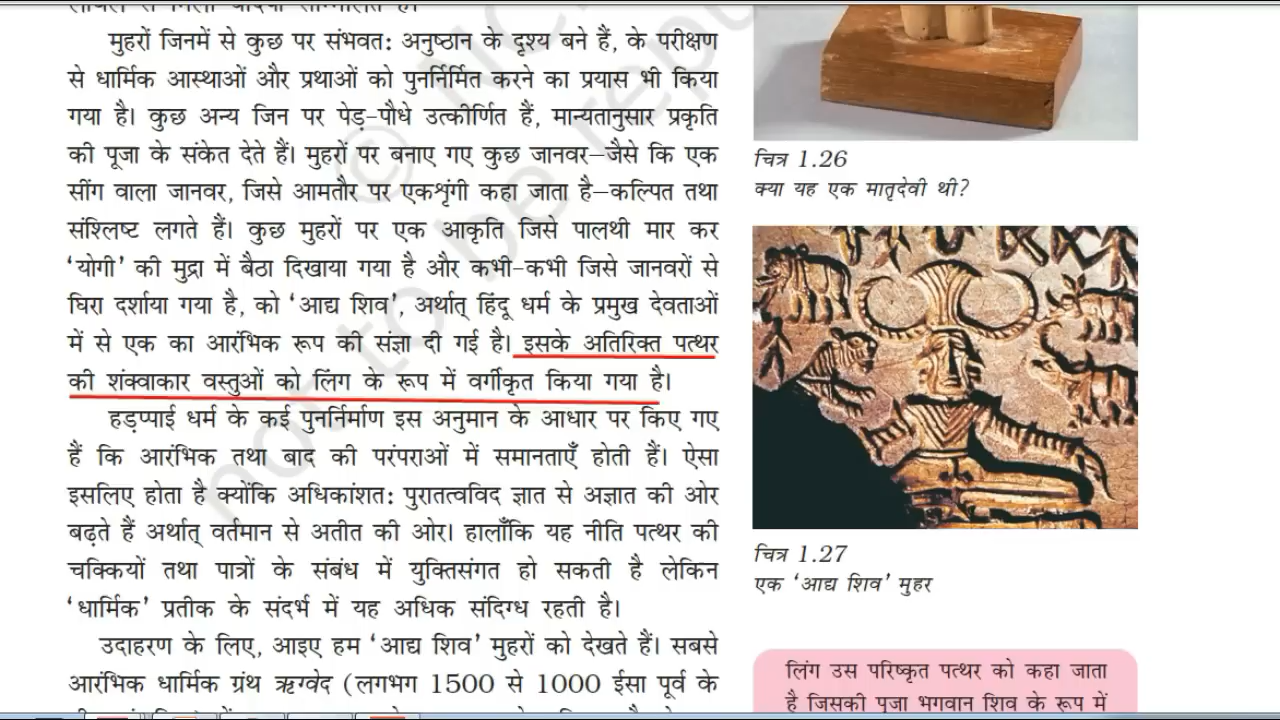 मुहरों जिनमें से कुछ पर संभवत: अनुष्ठान के दृश्य बने हैं, के परीक्षण
से धार्मिक आस्थाओं और प्रथाओं को पुनर्निर्मित करने का प्रयास भी किया
गया है। कुछ अन्य जिन पर पेड़-पौधे उत्कीर्णित हैं, मान्यतानुसार प्रकृति
की पूजा के संकेत देते हैं। मुहरों पर बनाए गए कुछ जानवर–जैसे कि एक
सींग वाला जानवर, जिसे आमतौर पर एकशृंगी कहा जाता है–कल्पित तथा
संश्लिष्ट लगते हैं। कुछ मुहरों पर एक आकृति जिसे पालथी मार कर
‘योगी’ की मुद्रा में बैठा दिखाया गया है और कभी-कभी जिसे जानवरों से
घिरा दर्शाया गया है, को ‘आद्य शिव’, अर्थात् हिंदू धर्म के प्रमुख देवताओं
में से एक का आरंभिक रूप की संज्ञा दी गई है। इसके अतिरिक्त पत्थर
की शंक्वाकार वस्तुओं को लिंग के रूप में वर्गीकृत किया गया है।
हड़प्पाई धर्म के कई पुनर्निर्माण इस अनुमान के आधार पर किए गए
हैं कि आरंभिक तथा बाद की परंपराओं में समानताएँ होती हैं। ऐसा
इसलिए होता है क्योंकि अधिकांशत: पुरातत्वविद ज्ञात से अज्ञात की ओर
बढ़ते हैं अर्थात् वर्तमान से अतीत की ओर। हालाँकि यह नीति पत्थर की
चक्कियों तथा पात्रों के संबंध में युक्तिसंगत हो सकती है लेकिन
‘धार्मिक’ प्रतीक के संदर्भ में यह अधिक संदिग्ध रहती है।
उदाहरण के लिए, आइए हम ‘आद्य शिव’ मुहरों को देखते हैं। सबसे
आरंभिक धार्मिक ग्रंथ ऋग्वेद (लगभग 1500 से 1000 ईसा पूर्व के
चित्र 1.26
क्या यह एक मातृदेवी थी?
चित्र 1.27
एक ‘आद्य शिव’ मुहर
लिंग उस परिष्कृत पत्थर को कहा जाता
है जिसकी पूजा भगवान शिव के रूप में
© NC
not to be repu